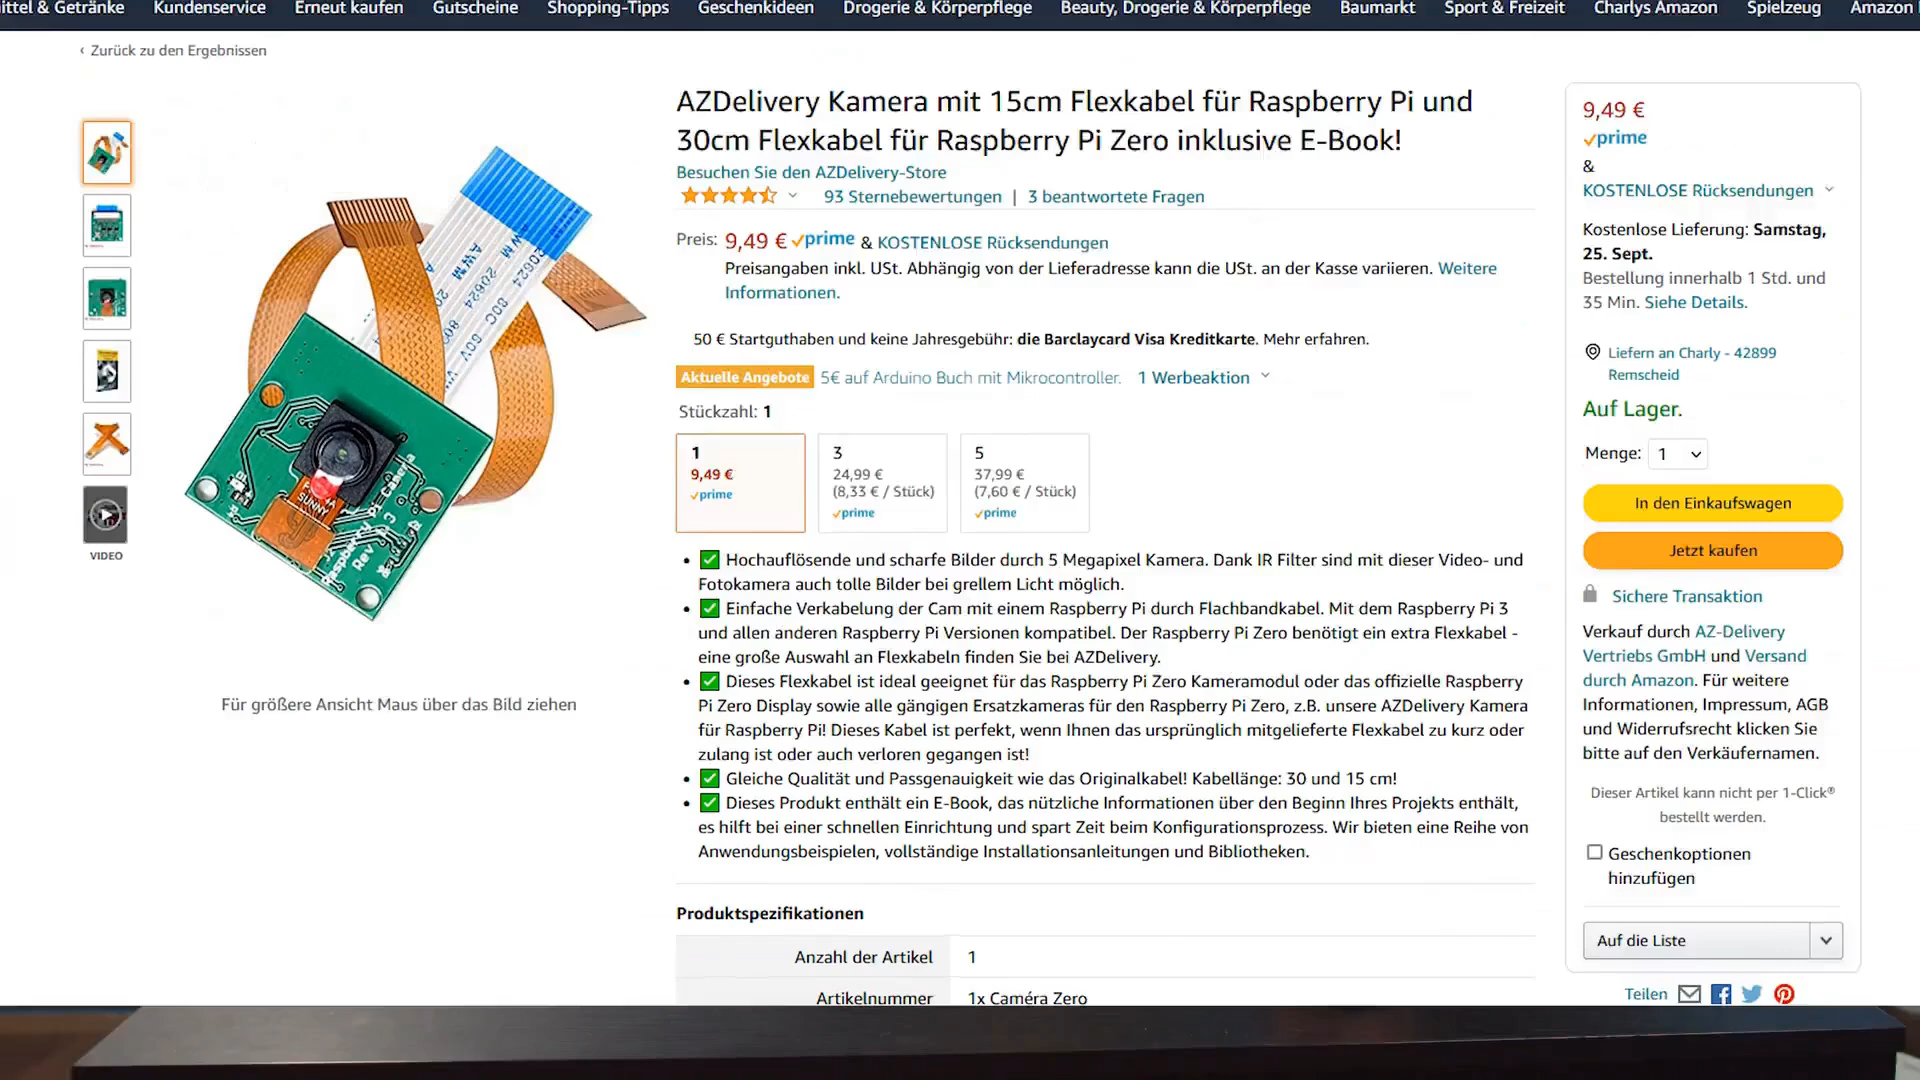 ittel & Getränke Kundenservice Erneut kaufen Gutscheine Shopping-Tipps Geschenkideen Drogerie & Körperpflege Beauty, Drogerie & Körperpflege Baumarkt Sport & Freizeit Charlys Amazon Spielzeug Amazon
‹ Zurück zu den Ergebnissen
VIDEO
AWM 20624 80C 60V
SUNNY
Raspberry Pi Camera
Rev 1.3
Für größere Ansicht Maus über das Bild ziehen
AZDelivery Kamera mit 15cm Flexkabel für Raspberry Pi und
30cm Flexkabel für Raspberry Pi Zero inklusive E-Book!
Besuchen Sie den AZDelivery-Store
93 Sternebewertungen | 3 beantwortete Fragen
Preis: 9,49 € prime & KOSTENLOSE Rücksendungen
Preisangaben inkl. USt. Abhängig von der Lieferadresse kann die USt. an der Kasse variieren. Weitere
Informationen.
50 € Startguthaben und keine Jahresgebühr: die Barclaycard Visa Kreditkarte. Mehr erfahren.
Aktuelle Angebote 5€ auf Arduino Buch mit Mikrocontroller. 1 Werbeaktion
Stückzahl: 1
1
9,49 €
prime
3
24,99 €
(8,33 € / Stück)
prime
5
37,99 €
(7,60 € / Stück)
prime
• ✅ Hochauflösende und scharfe Bilder durch 5 Megapixel Kamera. Dank IR Filter sind mit dieser Video- und
Fotokamera auch tolle Bilder bei grellem Licht möglich.
• ✅ Einfache Verkabelung der Cam mit einem Raspberry Pi durch Flachbandkabel. Mit dem Raspberry Pi 3
und allen anderen Raspberry Pi Versionen kompatibel. Der Raspberry Pi Zero benötigt ein extra Flexkabel -
eine große Auswahl an Flexkabeln finden Sie bei AZDelivery.
• ✅ Dieses Flexkabel ist ideal geeignet für das Raspberry Pi Zero Kameramodul oder das offizielle Raspberry
Pi Zero Display sowie alle gängigen Ersatzkameras für den Raspberry Pi Zero, z.B. unsere AZDelivery Kamera
für Raspberry Pi! Dieses Kabel ist perfekt, wenn Ihnen das ursprünglich mitgelieferte Flexkabel zu kurz oder
zulang ist oder auch verloren gegangen ist!
• ✅ Gleiche Qualität und Passgenauigkeit wie das Originalkabel! Kabellänge: 30 und 15 cm!
• ✅ Dieses Produkt enthält ein E-Book, das nützliche Informationen über den Beginn Ihres Projekts enthält,
es hilft bei einer schnellen Einrichtung und spart Zeit beim Konfigurationsprozess. Wir bieten eine Reihe von
Anwendungsbeispielen, vollständige Installationsanleitungen und Bibliotheken.
Produktspezifikationen
Anzahl der Artikel 1
Artikelnummer 1x Caméra Zero
9,49 €
prime
&
KOSTENLOSE Rücksendungen
Kostenlose Lieferung: Samstag,
25. Sept.
Bestellung innerhalb 1 Std. und
35 Min. Siehe Details.
Liefern an Charly - 42899
Remscheid
Auf Lager.
Menge: 1
In den Einkaufswagen
Jetzt kaufen
Sichere Transaktion
Verkauf durch AZ-Delivery
Vertriebs GmbH und Versand
durch Amazon. Für weitere
Informationen, Impressum, AGB
und Widerrufsrecht klicken Sie
bitte auf den Verkäufernamen.
Dieser Artikel kann nicht per 1-Click®
bestellt werden.
Geschenkoptionen
hinzufügen
Auf die Liste
Teilen